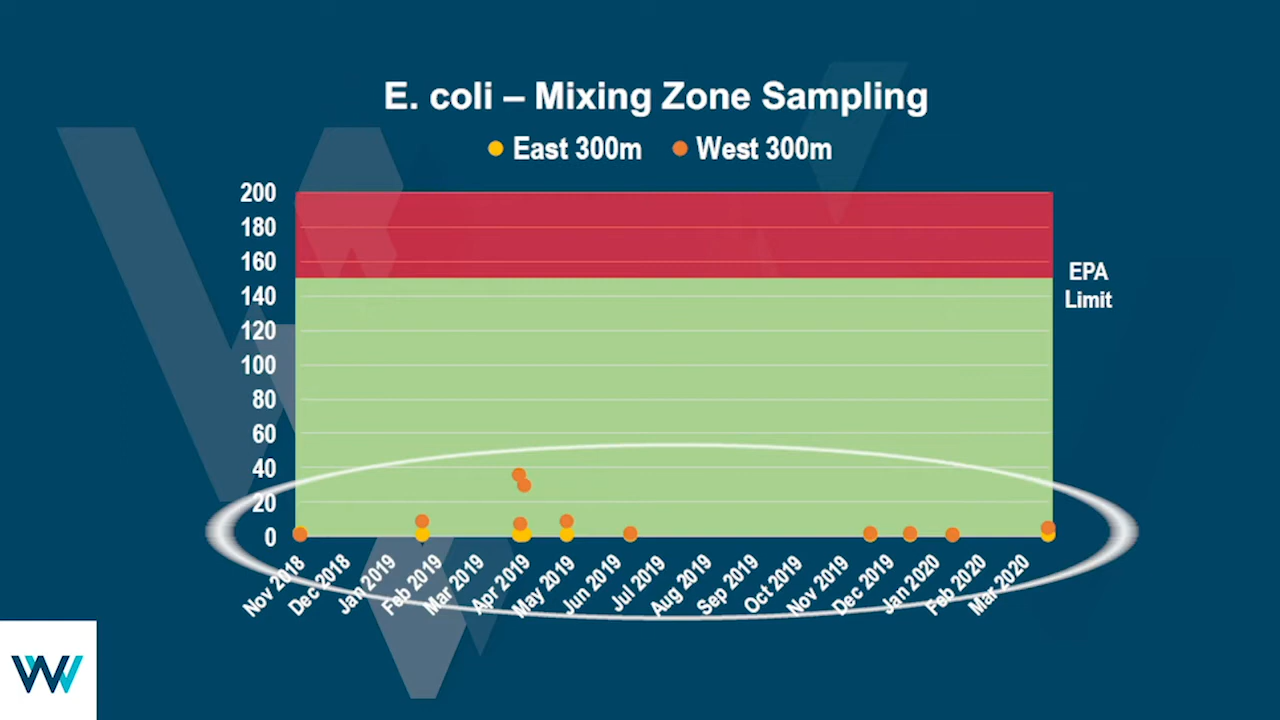 E. coli – Mixing Zone Sampling
East 300m West 300m
200
180
160
140
120
100
80
60
40
20
0
EPA
Limit
Nov 2018 Dec 2018 Jan 2019 Feb 2019 Mar 2019 Apr 2019 May 2019 Jun 2019 Jul 2019 Aug 2019 Sep 2019 Oct 2019 Nov 2019 Dec 2019 Jan 2020 Feb 2020 Mar 2020
W